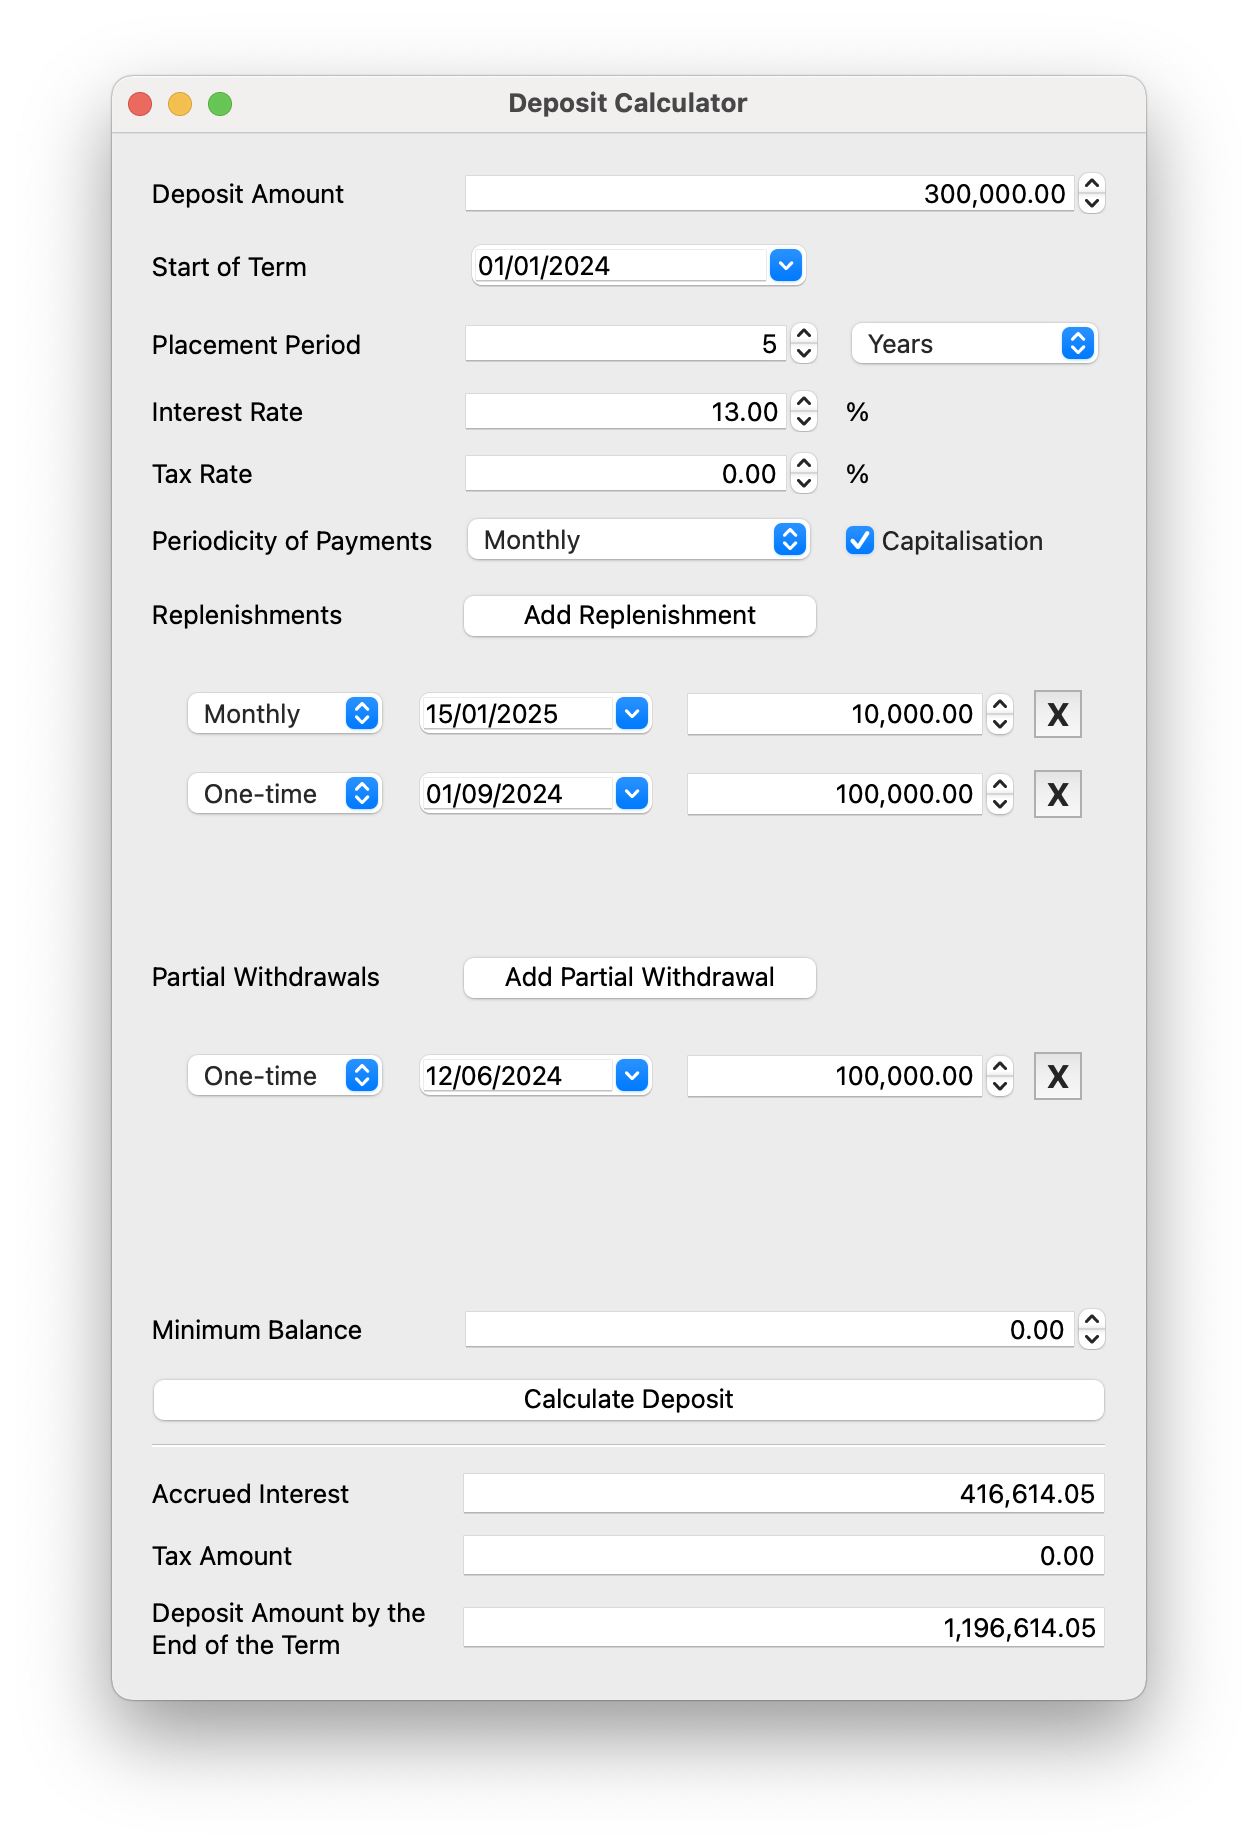 Deposit Calculator
Deposit Amount 300,000.00
Start of Term 01/01/2024
Placement Period 5 Years
Interest Rate 13.00 %
Tax Rate 0.00 %
Periodicity of Payments Monthly Capitalisation
Replenishments Add Replenishment
Monthly 15/01/2025 10,000.00 X
One-time 01/09/2024 100,000.00 X
Partial Withdrawals Add Partial Withdrawal
One-time 12/06/2024 100,000.00 X
Minimum Balance 0.00
Calculate Deposit
Accrued Interest 416,614.05
Tax Amount 0.00
Deposit Amount by the
End of the Term 1,196,614.05